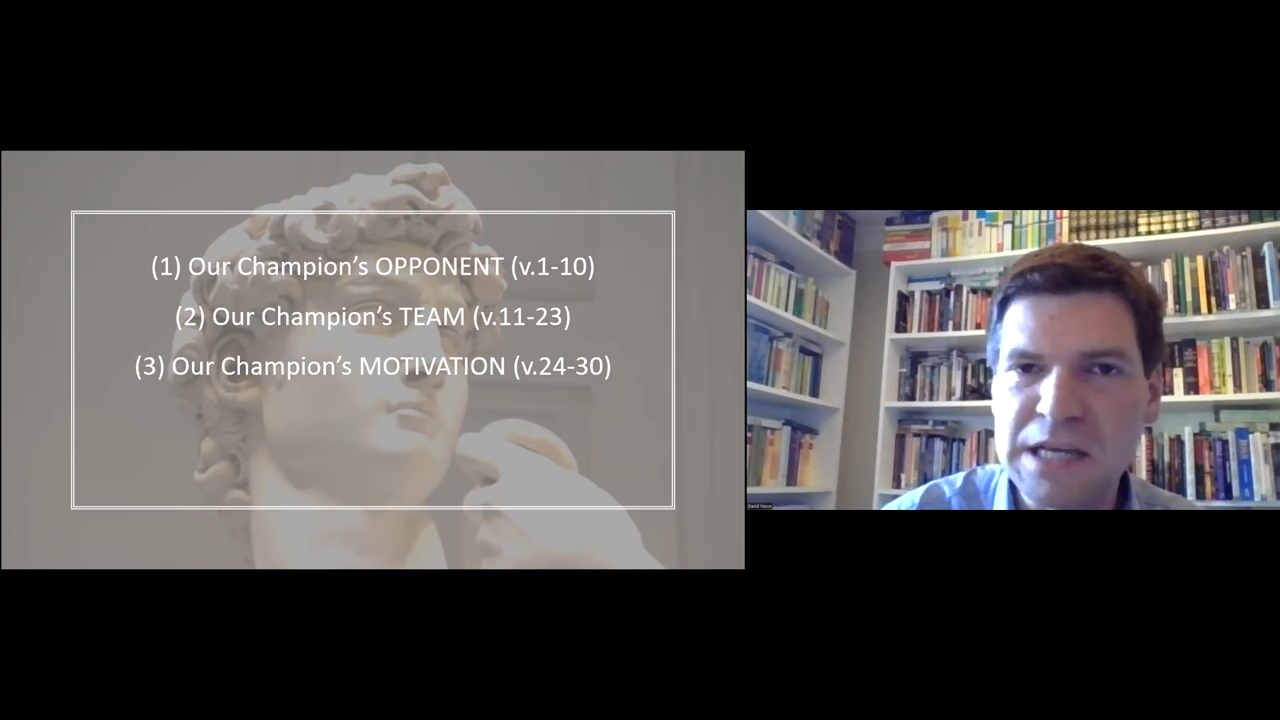 (1) Our Champion’s OPPONENT (v.1-10)
(2) Our Champion’s TEAM (v.11-23)
(3) Our Champion’s MOTIVATION (v.24-30)